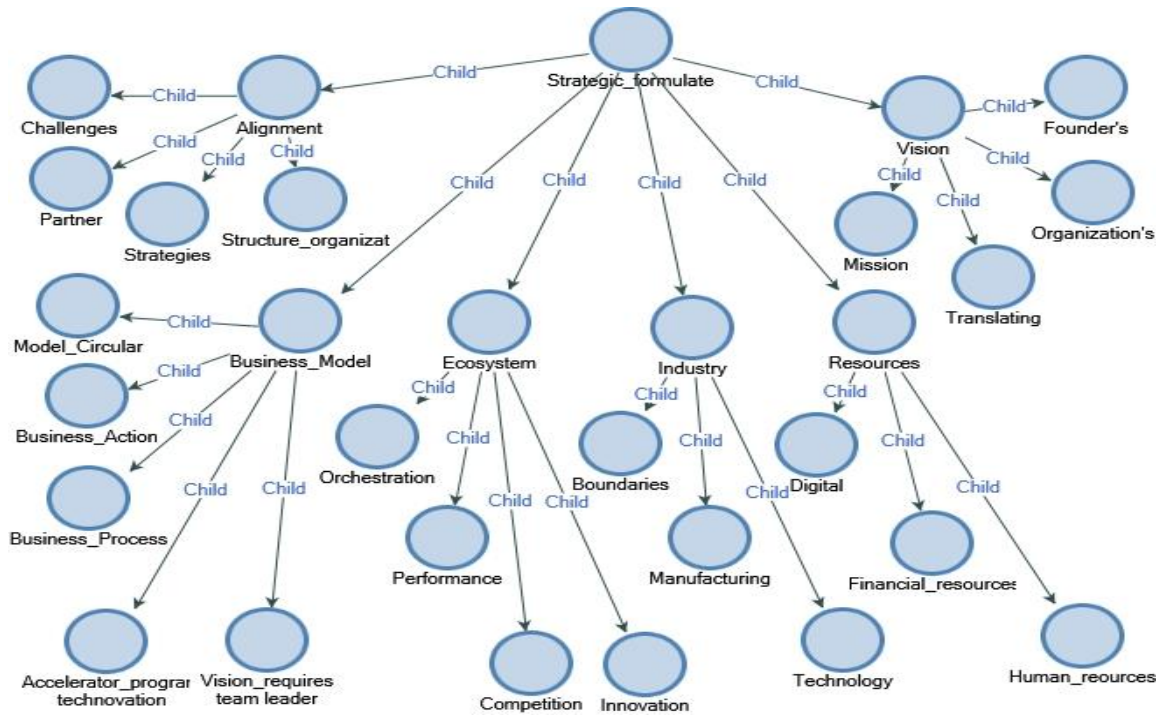 Strategic_formulate
Child
Child
Child
Child
Child
Child
Alignment
Child
Child
Child
Child
Challenges
Partner
Strategies
Structure_organizat
Vision
Child
Child
Child
Child
Founder's
Organization's
Mission
Translating
Business_Model
Child
Child
Child
Child
Child
Model_Circular
Business_Action
Business_Process
Accelerator_program
technovation
Vision_requires
team leader
Ecosystem
Child
Child
Child
Child
Orchestration
Performance
Competition
Innovation
Industry
Child
Child
Child
Boundaries
Manufacturing
Technology
Resources
Child
Child
Child
Digital
Financial_resources
Human_reources